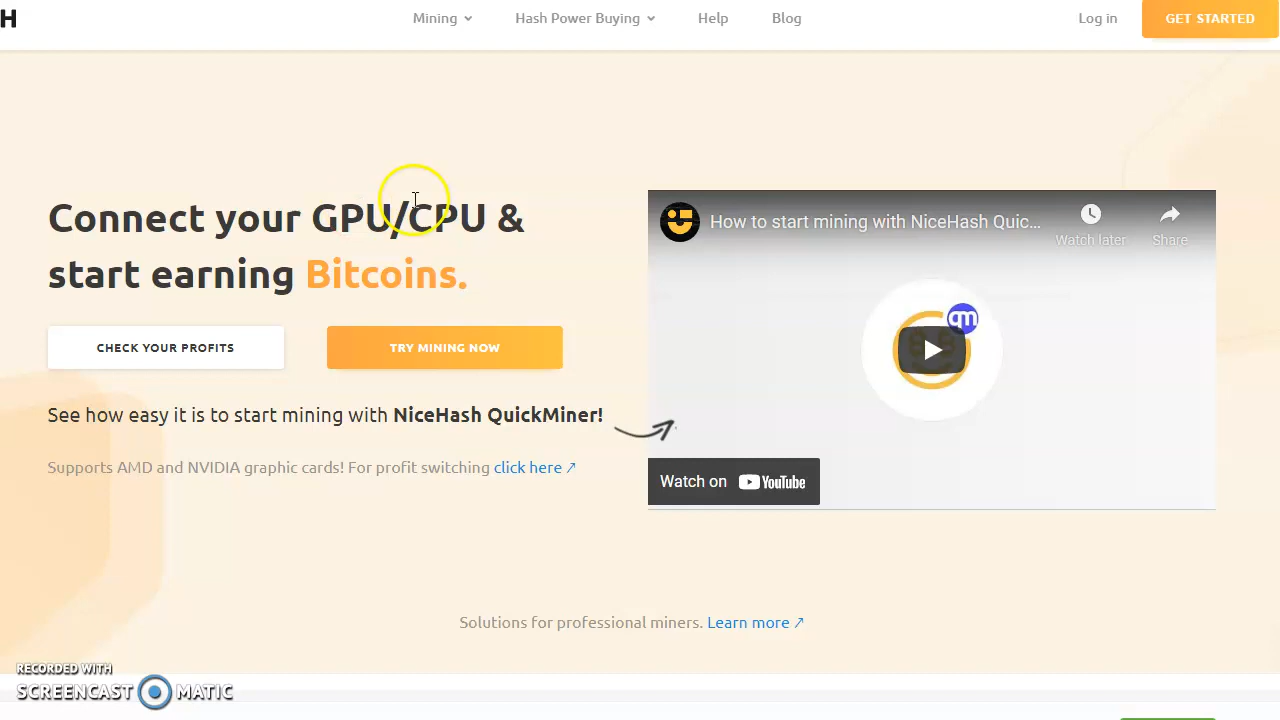 H
Mining
Hash Power Buying
Help
Blog
Log in
GET STARTED
Connect your GPU/CPU &
start earning Bitcoins.
CHECK YOUR PROFITS
TRY MINING NOW
See how easy it is to start mining with NiceHash QuickMiner!
Supports AMD and NVIDIA graphic cards! For profit switching click here ↗
How to start mining with NiceHash Quic...
Watch later
Share
qm
Watch on YouTube
Solutions for professional miners. Learn more ↗
RECORDED WITH
SCREENCAST MATIC